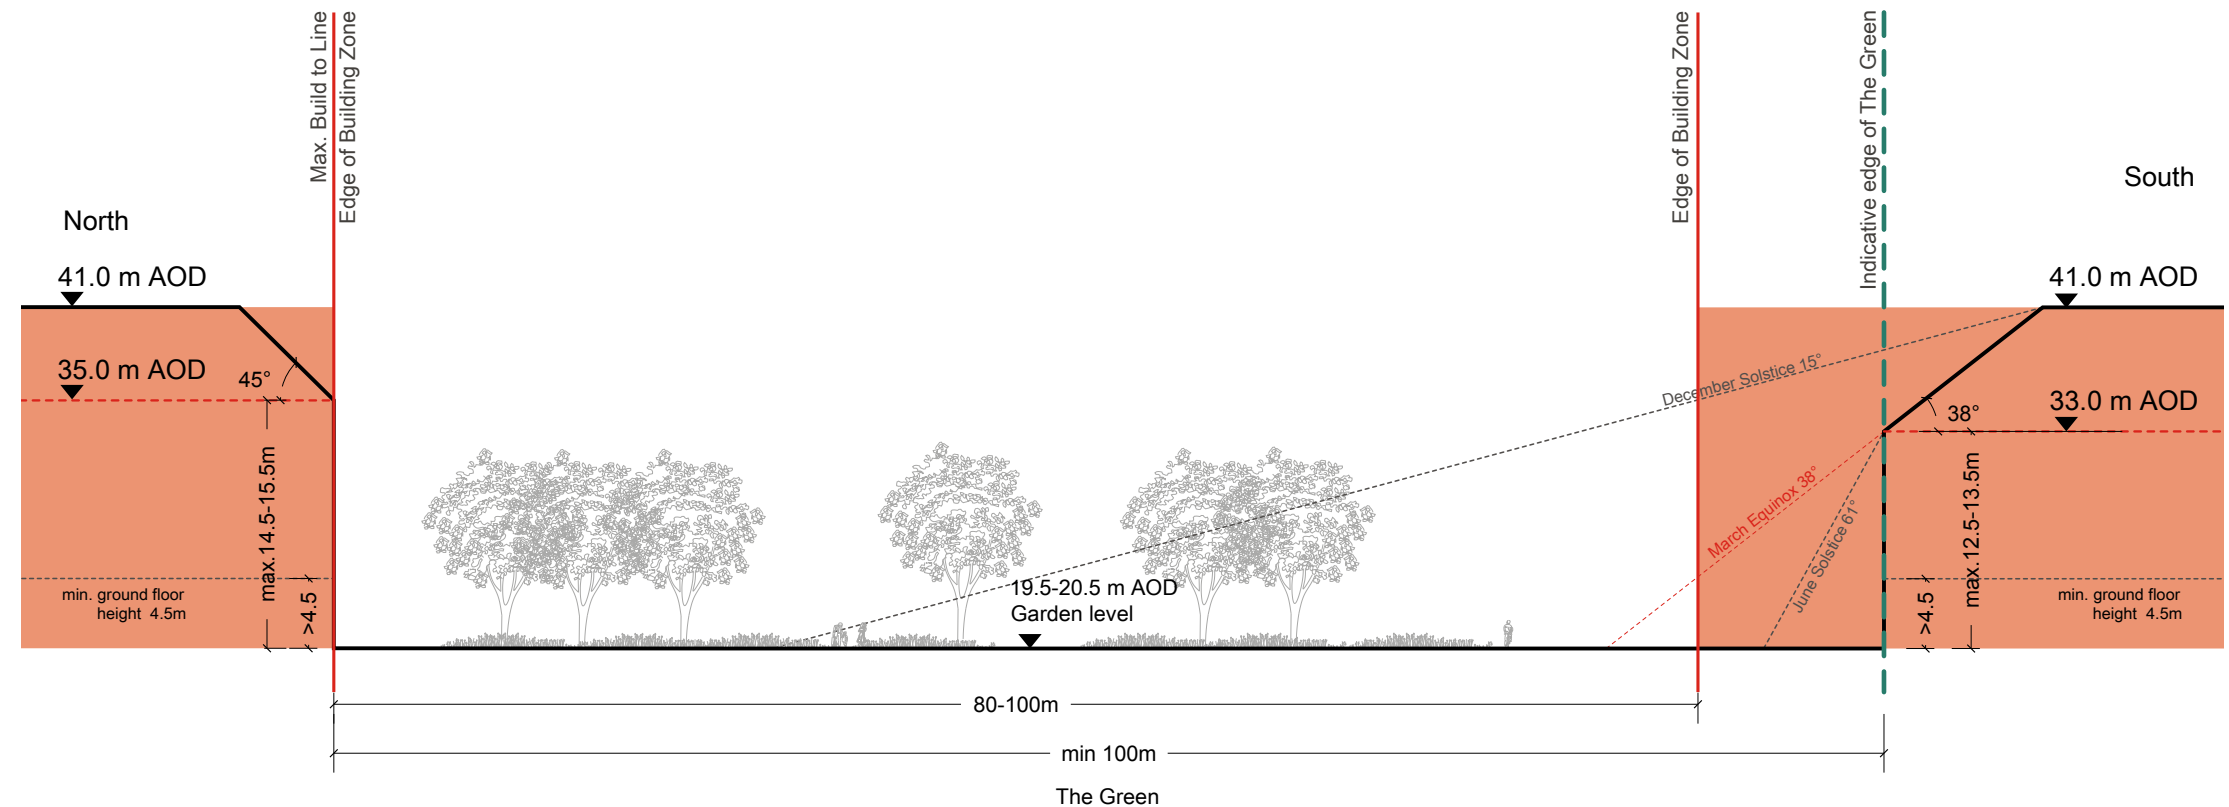 Max. Build to Line
Edge of Building Zone
Edge of Building Zone
Indicative edge of The Green
North
South
41.0 m AOD
41.0 m AOD
35.0 m AOD
45°
33.0 m AOD
38°
December Solstice 15°
March Equinox 38°
June Solstice 61°
max.14.5-15.5m
max.12.5-13.5m
min. ground floor
height 4.5m
>4.5
19.5-20.5 m AOD
Garden level
>4.5
min. ground floor
height 4.5m
80-100m
min 100m
The Green